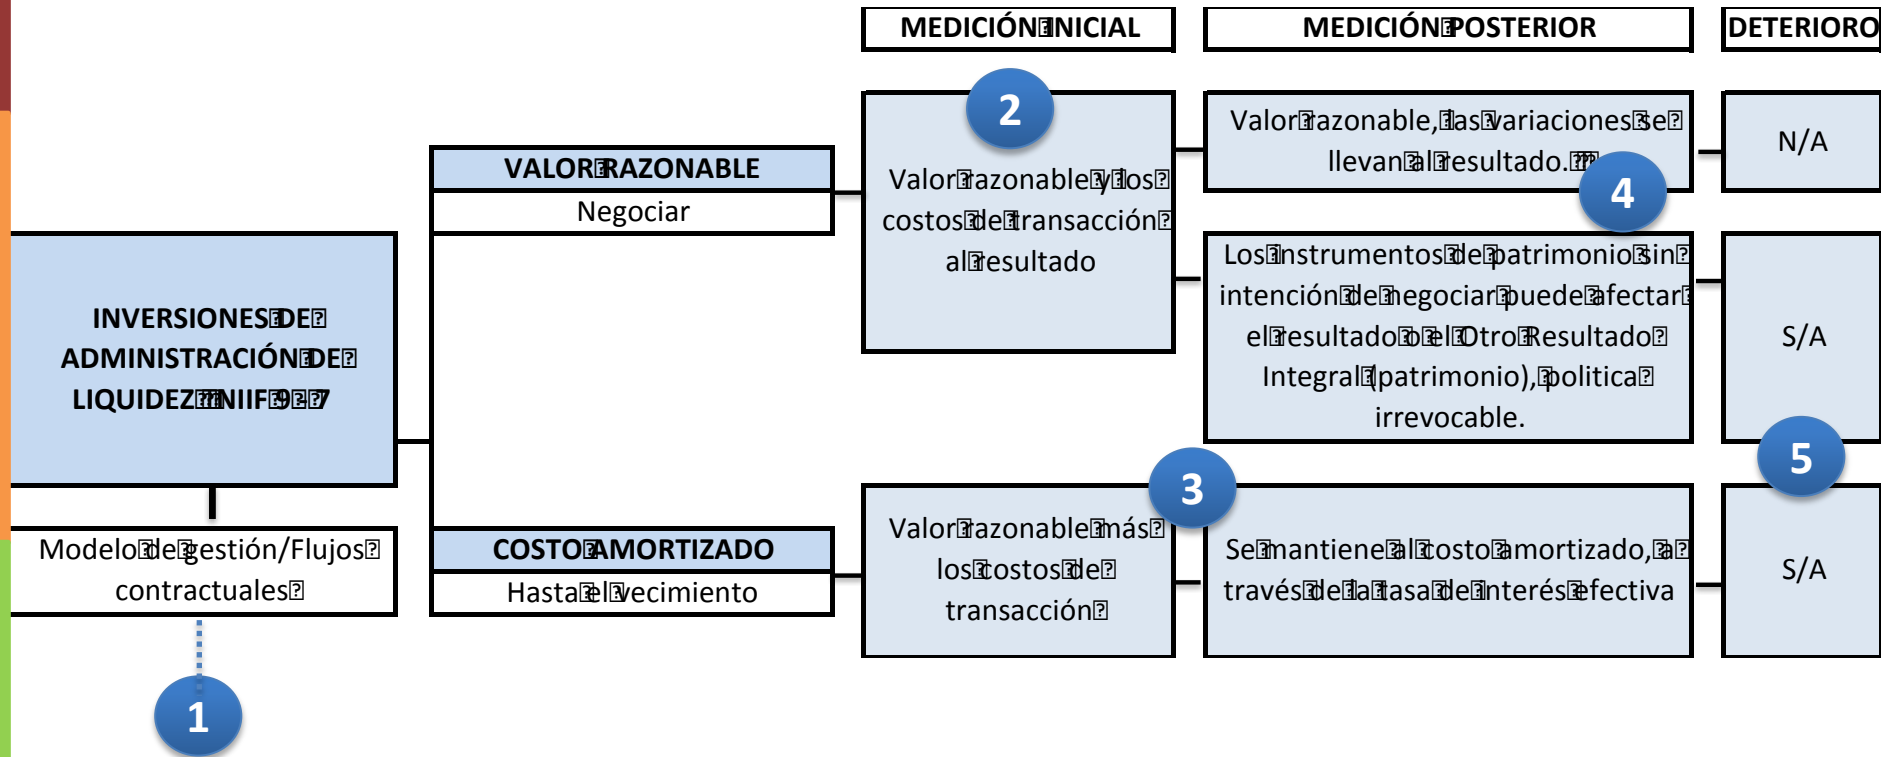 MEDICIÓN INICIAL
MEDICIÓN POSTERIOR
DETERIORO
2
Valor razonable y los
costos de transacción
al resultado
Valor razonable, las variaciones se
llevan al resultado.
4
N/A
VALOR RAZONABLE
Negociar
Los instrumentos de patrimonio sin
intención de negociar puede afectar
el resultado o el Otro Resultado
Integral (patrimonio), politica
irrevocable.
S/A
INVERSIONES DE
ADMINISTRACIÓN DE
LIQUIDEZ NIIF 9 - 7
Modelo de gestión/Flujos
contractuales
1
COSTO AMORTIZADO
Hasta el vecimiento
Valor razonable más
los costos de
transacción
3
Se mantiene al costo amortizado, a
través de la tasa de interés efectiva
5
S/A